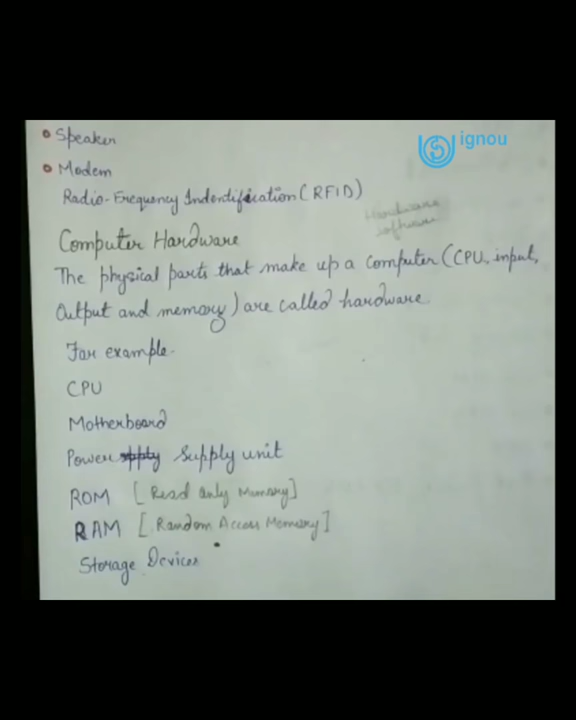 Speaker
ignou
Modem
Radio-Frequency Indentification (RFID)
Hardware
software
Computer Hardware
The physical parts that make up a computer (CPU, input,
Output and memory) are called hardware.
For example.
CPU
Motherboard
Power supply unit
ROM [Read Only Memory]
RAM [Random Access Memory]
Storage Devices